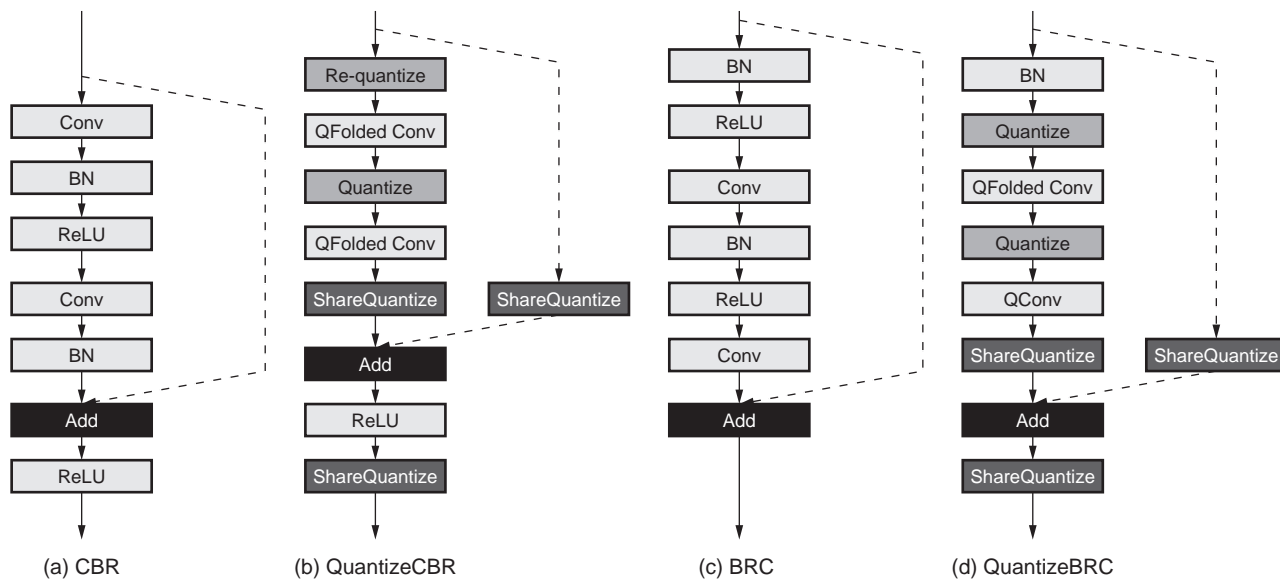 Conv
BN
ReLU
Conv
BN
Add
ReLU
(a) CBR
Re-quantize
QFolded Conv
Quantize
QFolded Conv
ShareQuantize
ShareQuantize
Add
ReLU
ShareQuantize
(b) QuantizeCBR
BN
ReLU
Conv
BN
ReLU
Conv
Add
(c) BRC
BN
Quantize
QFolded Conv
Quantize
QConv
ShareQuantize
ShareQuantize
Add
ShareQuantize
(d) QuantizeBRC